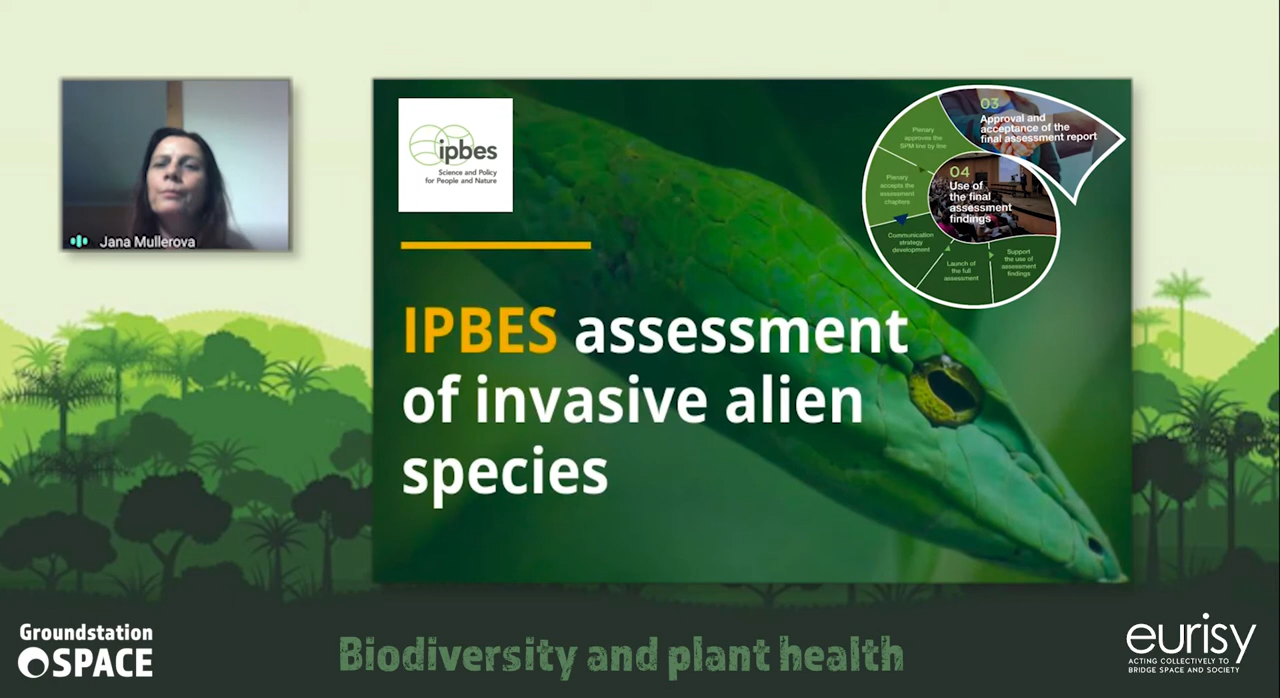 Jana Mullerova
ipbes
Science and Policy
for People and Nature
IPBES assessment
of invasive alien
species
03
Approval and
acceptance of the
final assessment report
Plenary
approves the
SPM line by line
Plenary
accepts the
assessment
chapters
04
Use of
the final
assessment
findings
Communication
strategy
development
Launch of
the full
assessment
Support
the use of
assessment
findings
Groundstation
SPACE
Biodiversity and plant health
eurisy
ACTING COLLECTIVELY TO
BRIDGE SPACE AND SOCIETY